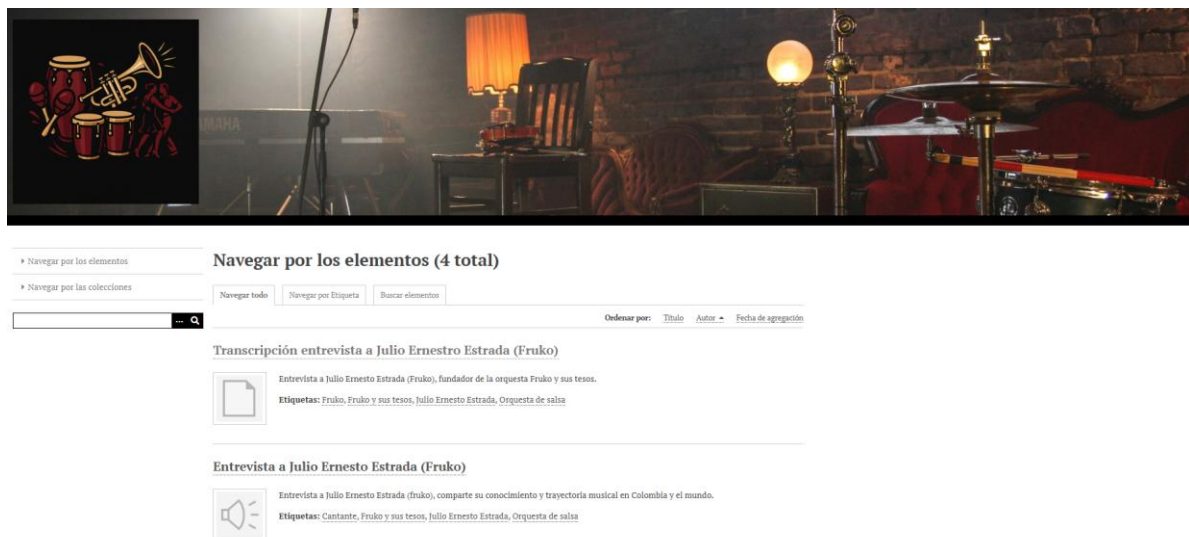 YAMAHA
Navegar por los elementos
Navegar por las colecciones
...
Navegar por los elementos (4 total)
Navegar todo
Navegar por Etiqueta
Buscar elementos
Ordenar por: Título Autor Fecha de agregación
Transcripción entrevista a Julio Ernestro Estrada (Fruko)
Entrevista a Julio Ernesto Estrada (Fruko), fundador de la orquesta Fruko y sus tesos.
Etiquetas: Fruko, Fruko y sus tesos, Julio Ernesto Estrada, Orquesta de salsa
Entrevista a Julio Ernesto Estrada (Fruko)
Entrevista a Julio Ernesto Estrada (fruko), comparte su conocimiento y trayectoria musical en Colombia y el mundo.
Etiquetas: Cantante, Fruko y sus tesos, Julio Ernesto Estrada, Orquesta de salsa